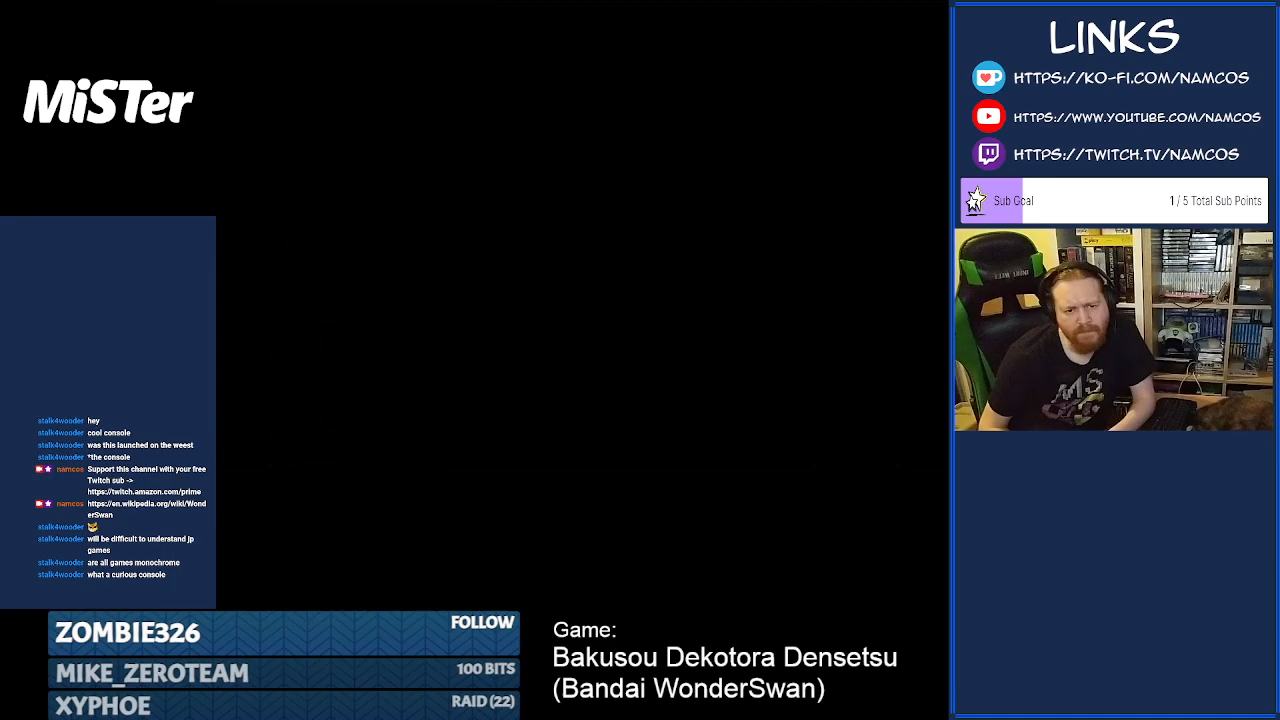 MiSTer
stalk4wooder hey
stalk4wooder cool console
stalk4wooder was this launched on the weest
stalk4wooder *the console
namcos Support this channel with your free
Twitch sub ->
https://twitch.amazon.com/prime
namcos https://en.wikipedia.org/wiki/Wond
erSwan
stalk4wooder
stalk4wooder will be difficult to understand jp
games
stalk4wooder are all games monochrome
stalk4wooder what a curious console
ZOMBIE326 FOLLOW
MIKE_ZEROTEAM 100 BITS
XYPHOE RAID (22)
Game:
Bakusou Dekotora Densetsu
(Bandai WonderSwan)
LINKS
HTTPS://KO-FI.COM/NAMCOS
HTTPS://WWW.YOUTUBE.COM/NAMCOS
HTTPS://TWITCH.TV/NAMCOS
Sub Goal 1 / 5 Total Sub Points
MS